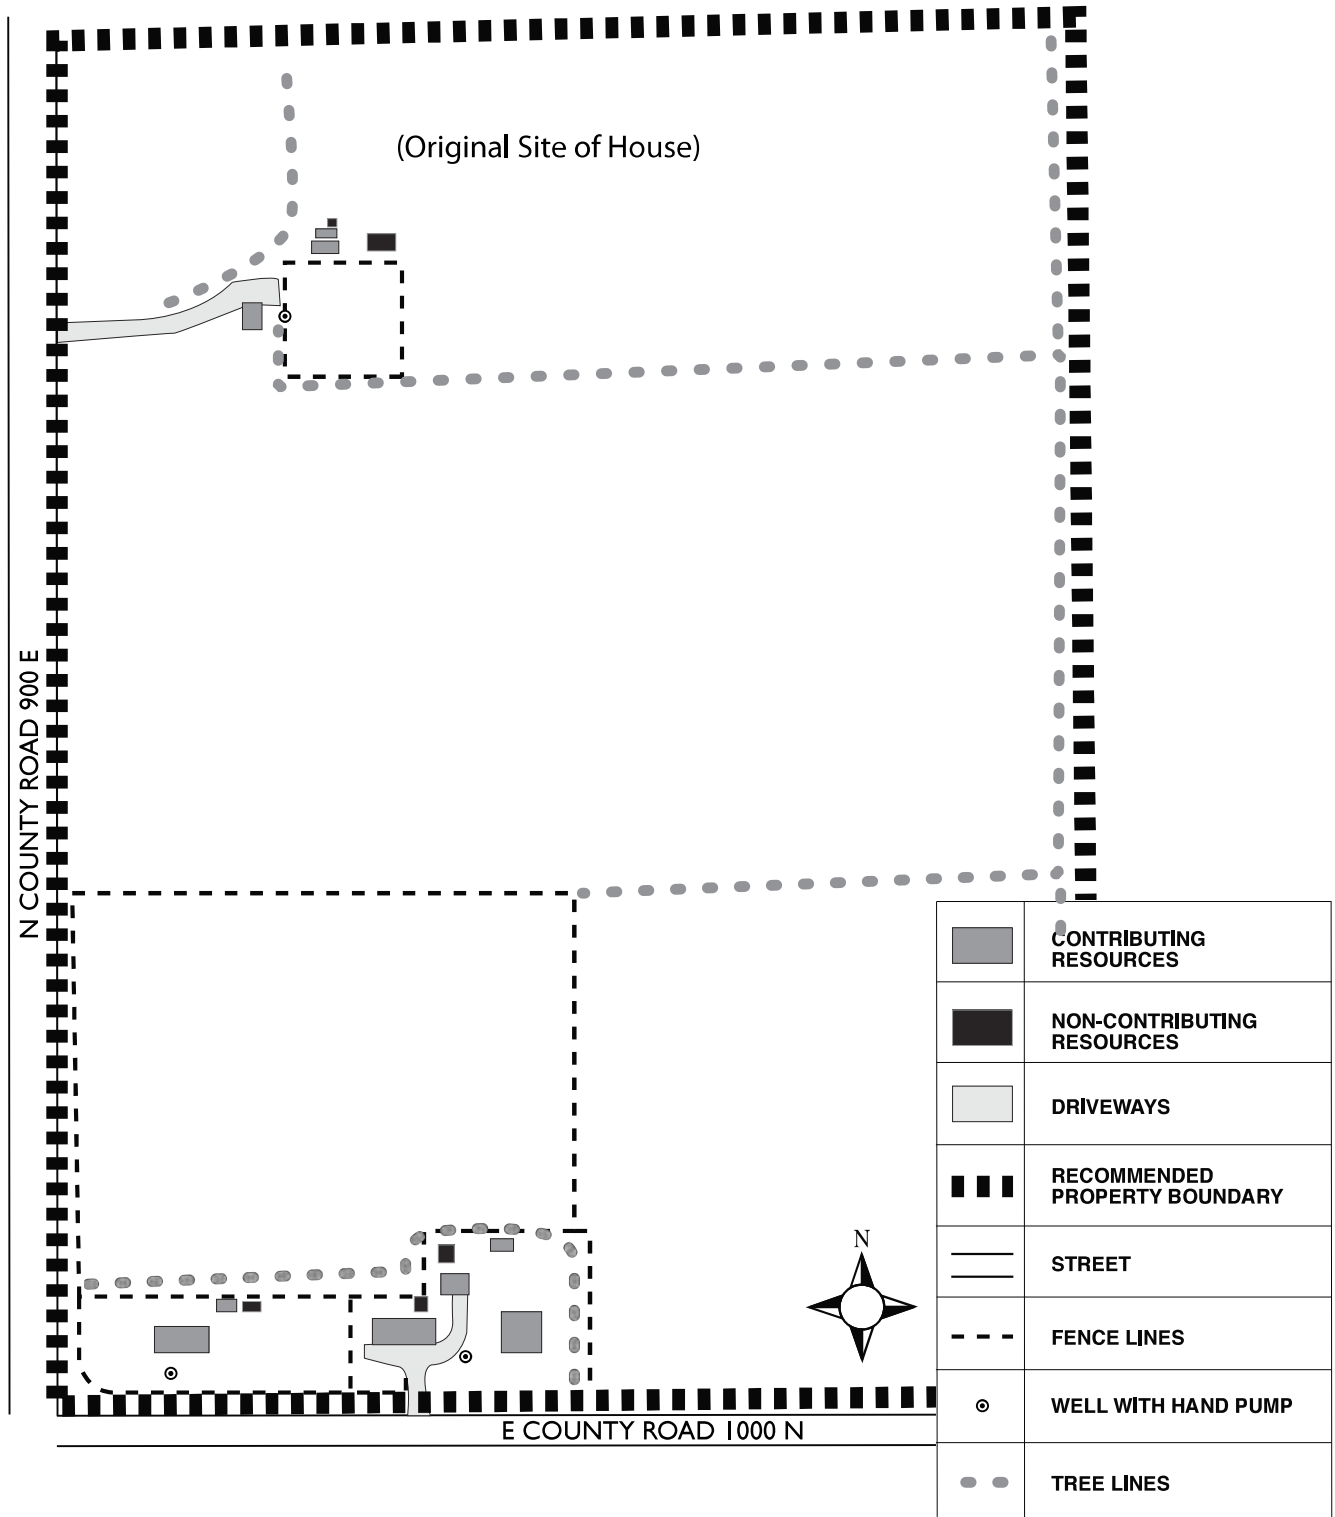 (Original Site of House)
N COUNTY ROAD 900 E
CONTRIBUTING
RESOURCES
NON-CONTRIBUTING
RESOURCES
DRIVEWAYS
RECOMMENDED
PROPERTY BOUNDARY
STREET
FENCE LINES
WELL WITH HAND PUMP
TREE LINES
N
E COUNTY ROAD 1000 N